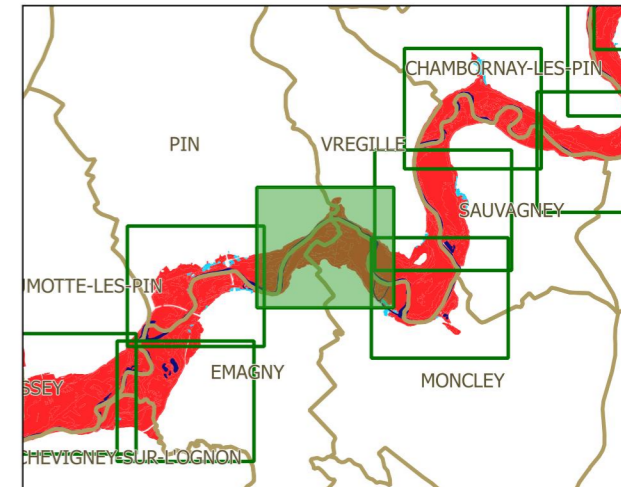 CHAMBORNAY-LES-PIN
PIN
VREGILLE
SAUVAGNEY
UMOTTE-LES-PIN
EMAGNY
MONCLEY
SSEY
CHEVIGNEY-SUR-LOGNON